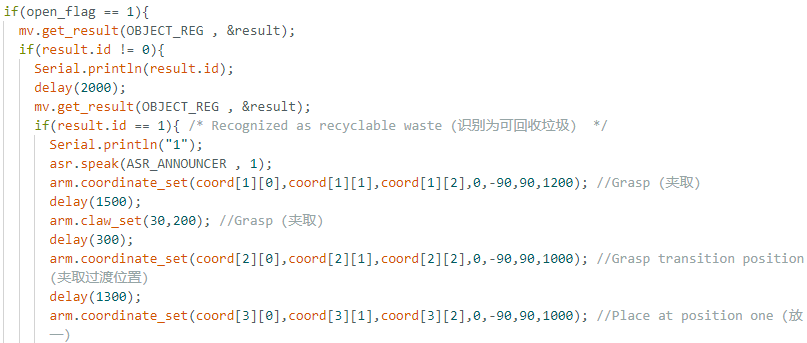 if(open_flag == 1){
mv.get_result(OBJECT_REG , &result);
if(result.id != 0){
Serial.println(result.id);
delay(2000);
mv.get_result(OBJECT_REG , &result);
if(result.id == 1){ /* Recognized as recyclable waste (识别为可回收垃圾) */
Serial.println("1");
asr.speak(ASR_ANNOUNCER , 1);
arm.coordinate_set(coord[1][0],coord[1][1],coord[1][2],0,-90,90,1200); //Grasp (夹取)
delay(1500);
arm.claw_set(30,200); //Grasp (夹取)
delay(300);
arm.coordinate_set(coord[2][0],coord[2][1],coord[2][2],0,-90,90,1000); //Grasp transition position
(夹取过渡位置)
delay(1300);
arm.coordinate_set(coord[3][0],coord[3][1],coord[3][2],0,-90,90,1000); //Place at position one (放
一)